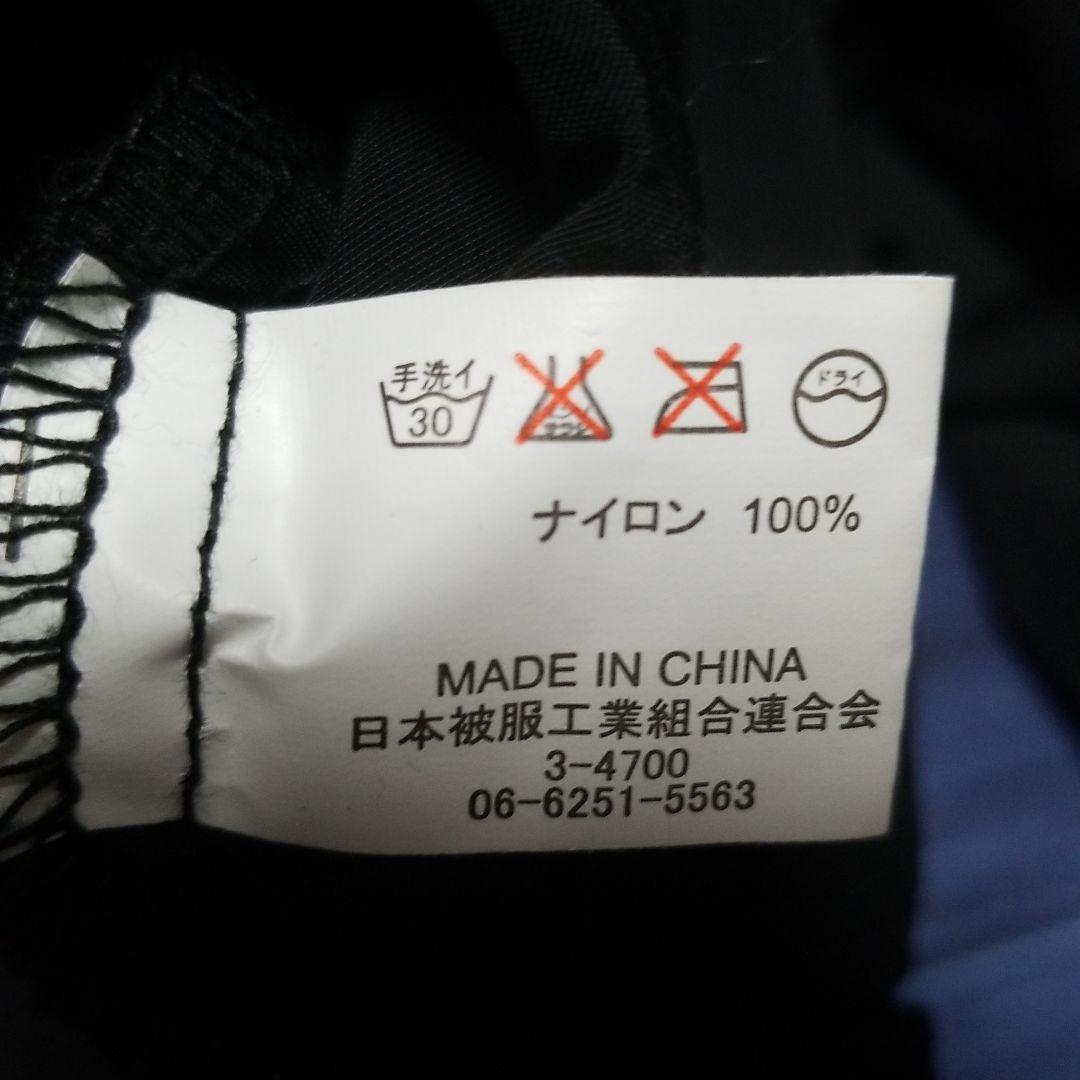 手洗イ
30
ドライ
ナイロン 100%
MADE IN CHINA
日本被服工業組合連合会
3-4700
06-6251-5563